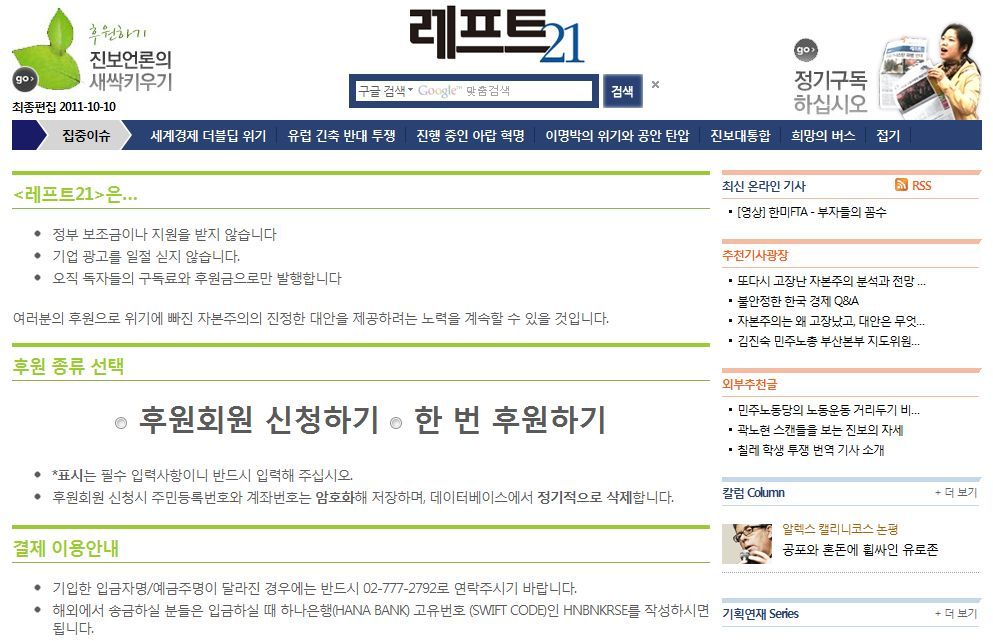 후원하기
진보언론의
새싹키우기
go>
최종편집 2011-10-10
레프트21
구글 검색 Google™ 맞춤검색
검색
×
go>
정기구독
하십시오
집중이슈 세계경제 더블딥 위기 유럽 긴축 반대 투쟁 진행 중인 아랍 혁명 이명박의 위기와 공안 탄압 진보대통합 희망의 버스 접기
<레프트21>은...
정부 보조금이나 지원을 받지 않습니다
기업 광고를 일절 싣지 않습니다.
오직 독자들의 구독료와 후원금으로만 발행합니다
여러분의 후원으로 위기에 빠진 자본주의의 진정한 대안을 제공하려는 노력을 계속할 수 있을 것입니다.
후원 종류 선택
후원회원 신청하기 한 번 후원하기
*표시는 필수 입력사항이니 반드시 입력해 주십시오.
후원회원 신청시 주민등록번호와 계좌번호는 암호화해 저장하며, 데이터베이스에서 정기적으로 삭제합니다.
결제 이용안내
기입한 입금자명/예금주명이 달라진 경우에는 반드시 02-777-2792로 연락주시기 바랍니다.
해외에서 송금하실 분들은 입금하실 때 하나은행(HANA BANK) 고유번호 (SWIFT CODE)인 HNBNKRSE를 작성하시면
됩니다.
최신 온라인 기사 RSS
[영상] 한미FTA - 부자들의 꼼수
추천기사광장
또다시 고장난 자본주의 분석과 전망 ...
불안정한 한국 경제 Q&A
자본주의는 왜 고장났고, 대안은 무엇...
김진숙 민주노총 부산본부 지도위원...
외부추천글
민주노동당의 노동운동 거리두기 비...
곽노현 스캔들을 보는 진보의 자세
칠레 학생 투쟁 번역 기사 소개
칼럼 Column + 더 보기
알렉스 캘리니코스 논평
공포와 혼돈에 휩싸인 유로존
기획연재 Series + 더 보기